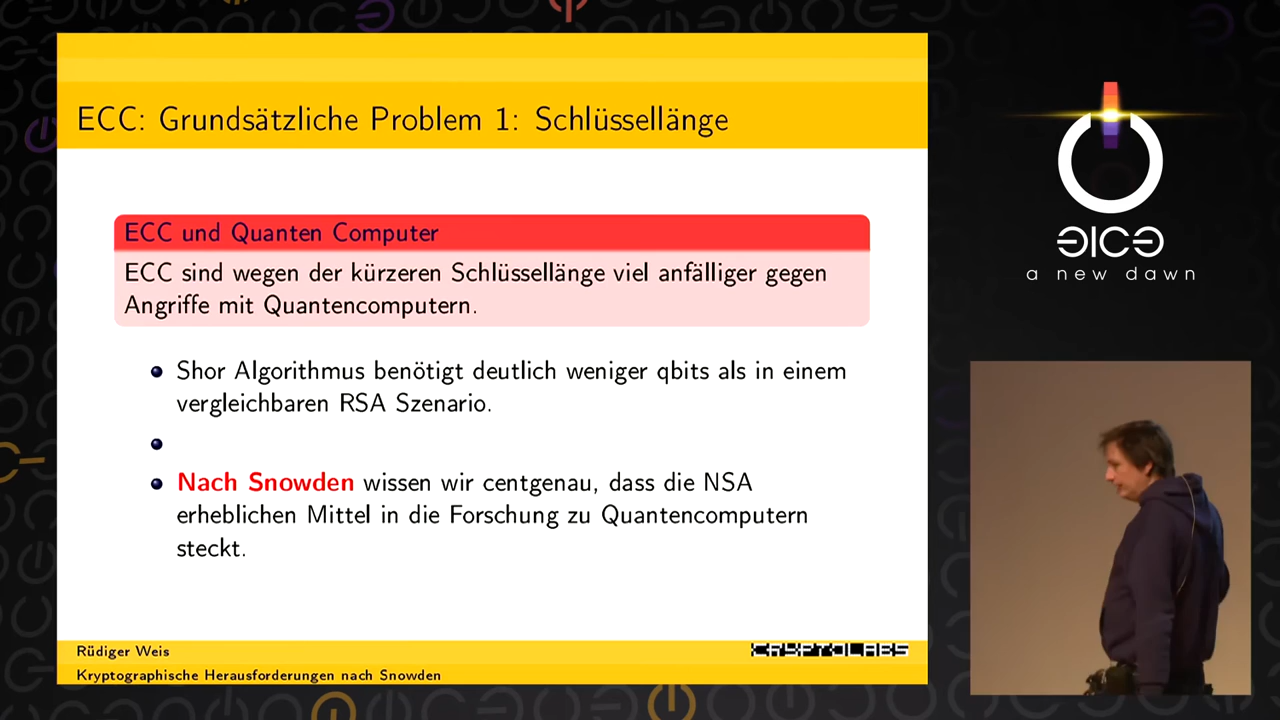 ECC: Grundsätzliche Problem 1: Schlüssellänge
ECC und Quanten Computer
ECC sind wegen der kürzeren Schlüssellänge viel anfälliger gegen
Angriffe mit Quantencomputern.
Shor Algorithmus benötigt deutlich weniger qbits als in einem
vergleichbaren RSA Szenario.
Nach Snowden wissen wir centgenau, dass die NSA
erheblichen Mittel in die Forschung zu Quantencomputern
steckt.
Rüdiger Weis
CRYPTOLABS
Kryptographische Herausforderungen nach Snowden
a new dawn